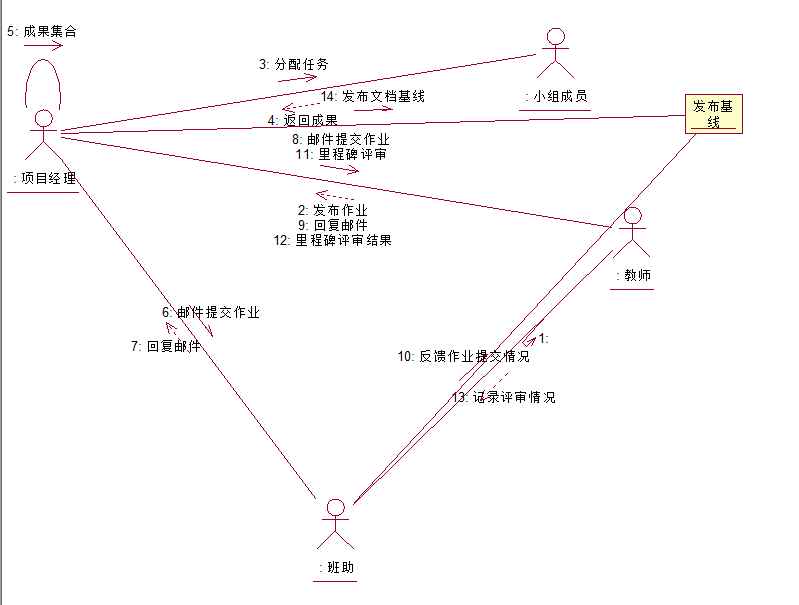 5: 成果集合
3: 分配任务
14: 发布文档基线
: 小组成员
发布基
线
4: 返回成果
8: 邮件提交作业
11: 里程碑评审
: 项目经理
2: 发布作业
9: 回复邮件
12: 里程碑评审结果
: 教师
6: 邮件提交作业
7: 回复邮件
1:
10: 反馈作业提交情况
13: 记录评审情况
: 班助